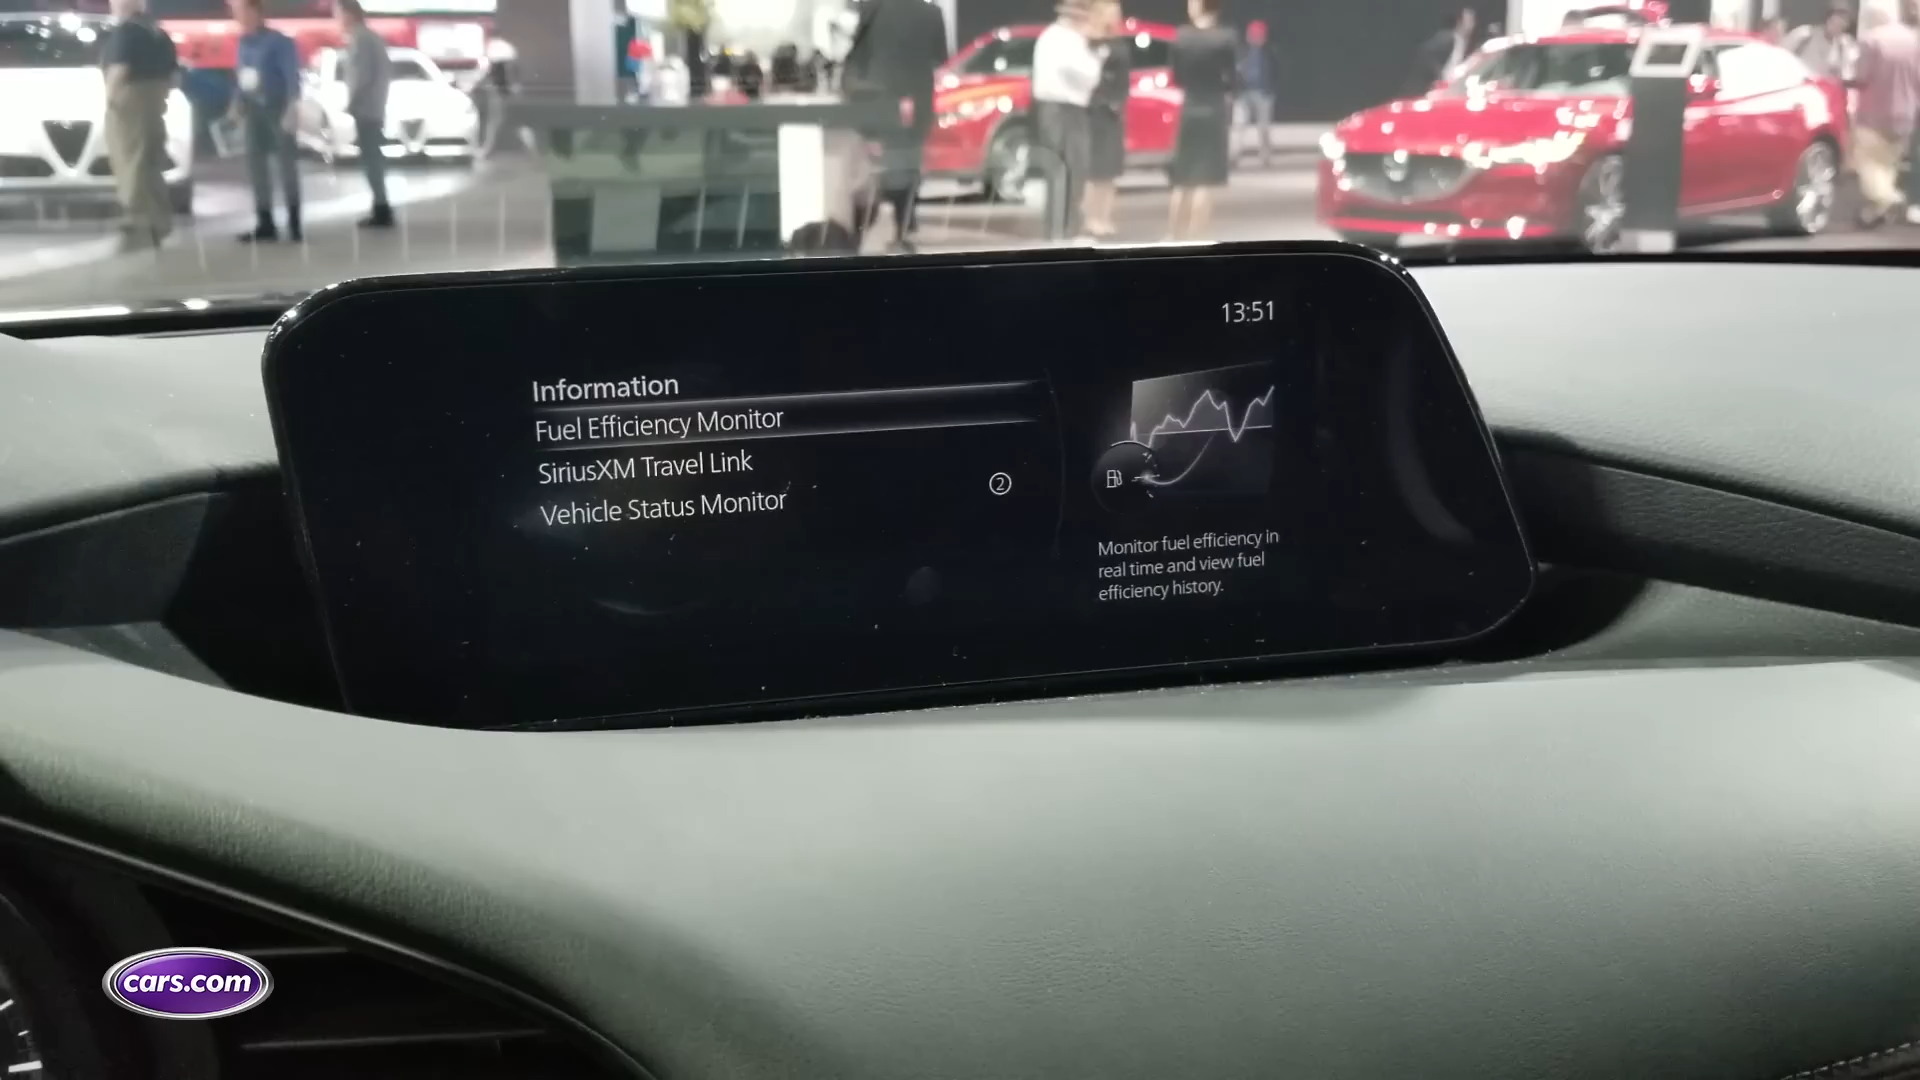 13:51
Information
Fuel Efficiency Monitor
SiriusXM Travel Link
Vehicle Status Monitor
2
Monitor fuel efficiency in
real time and view fuel
efficiency history.
cars.com